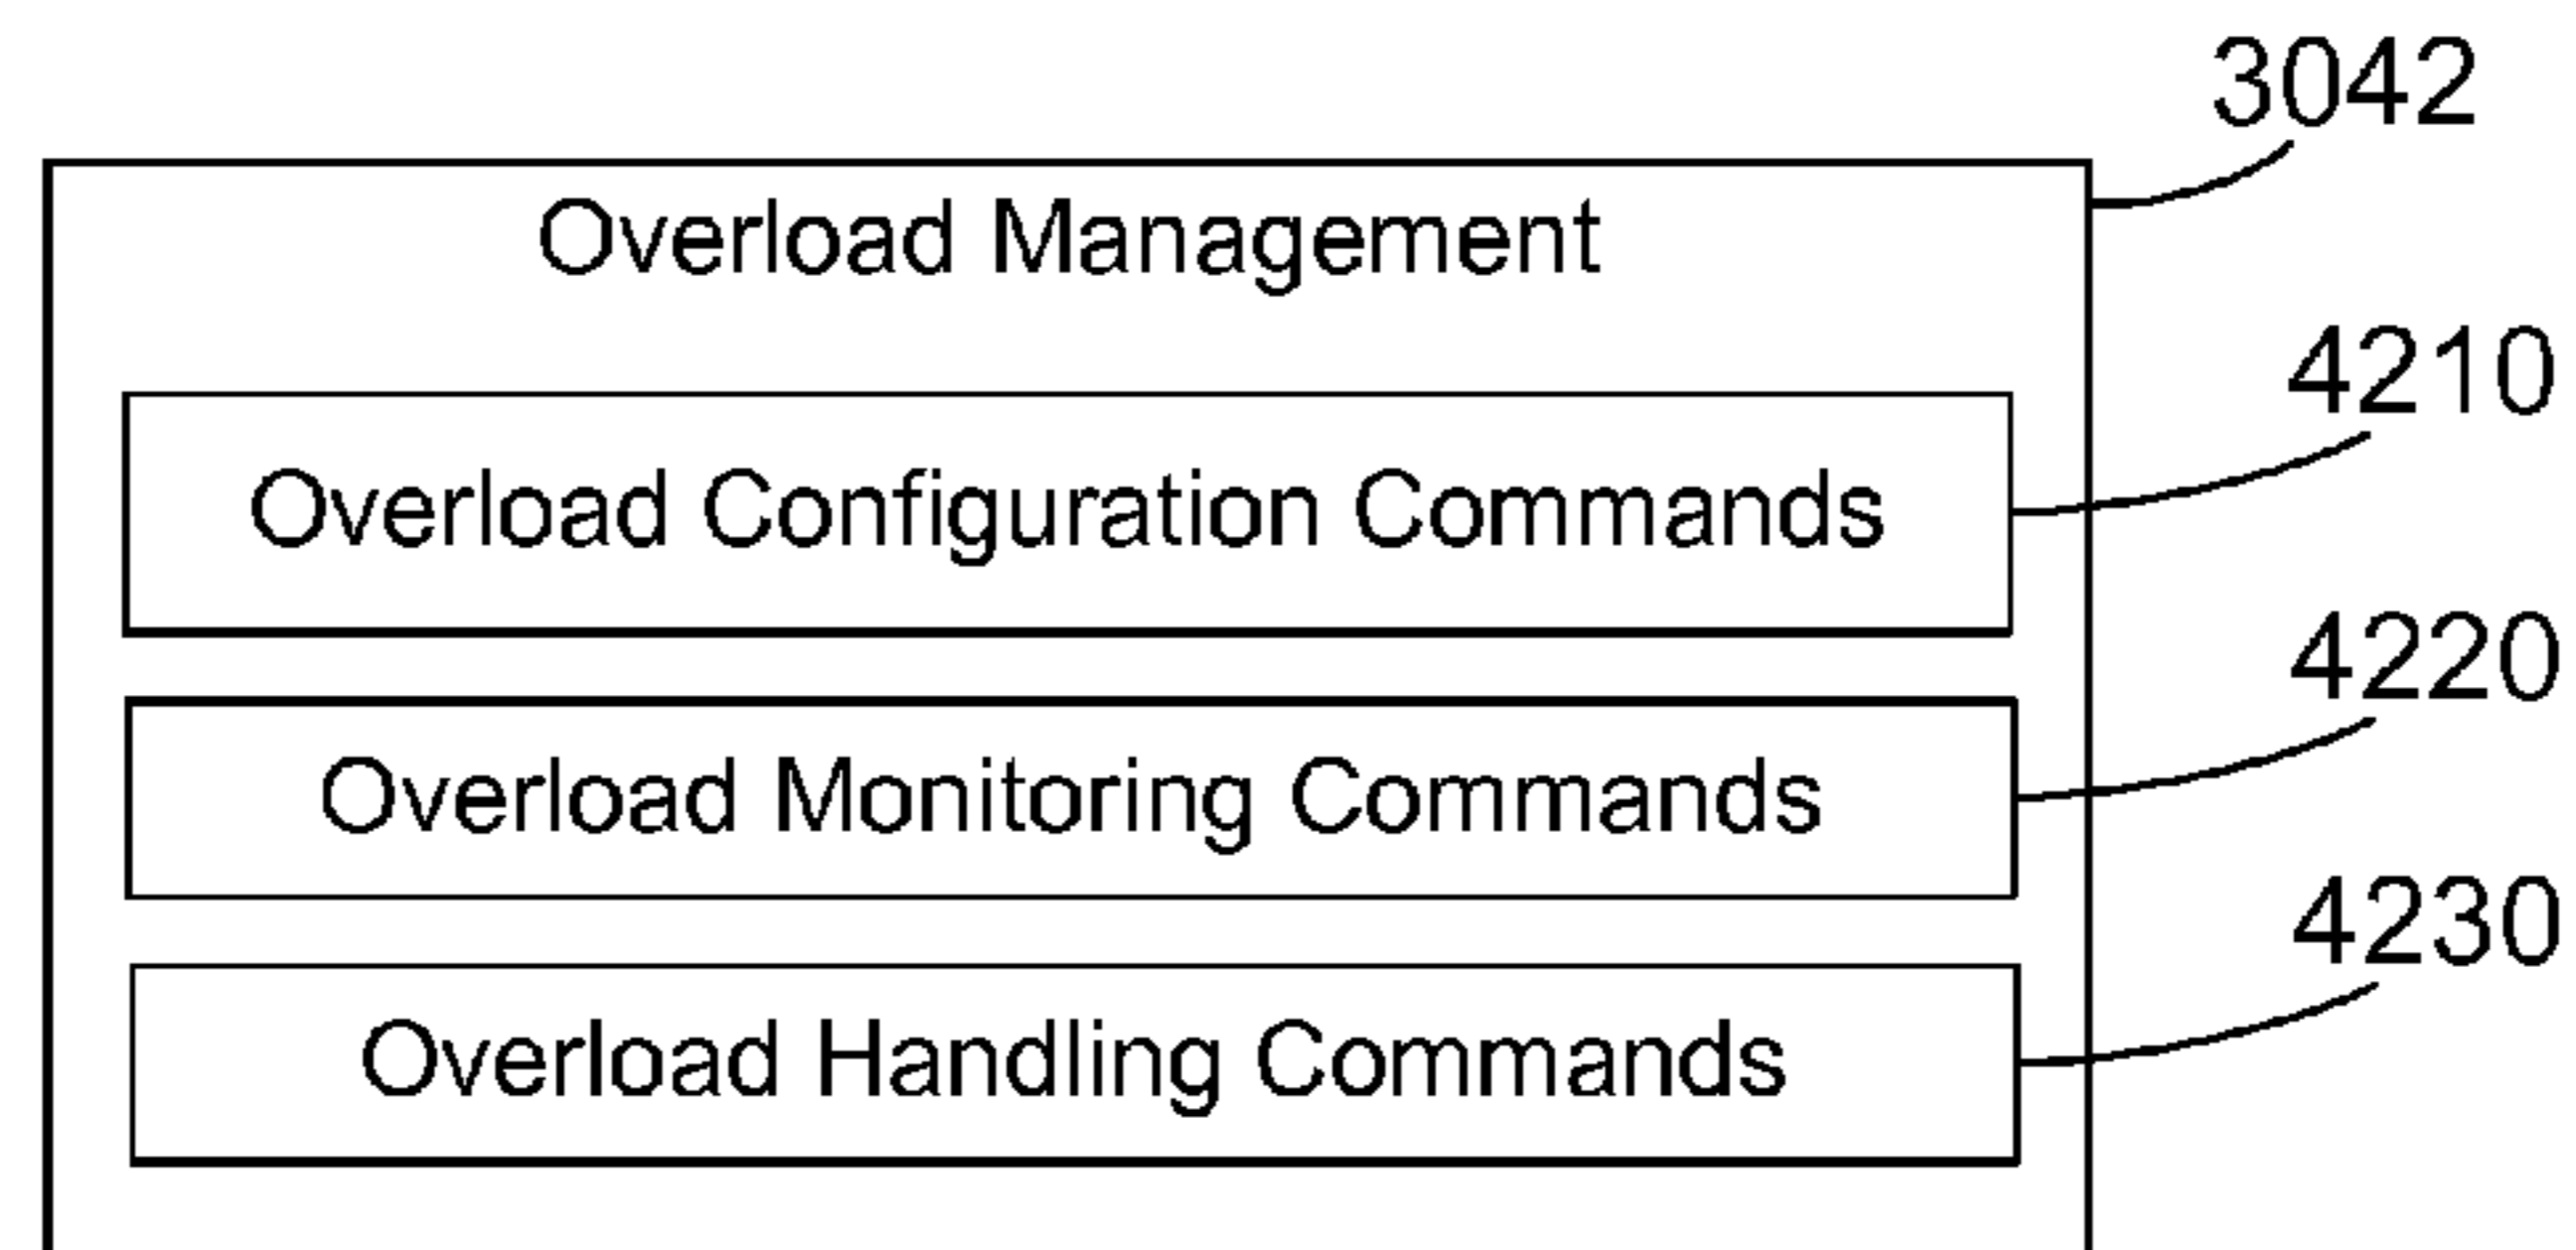 3042
Overload Management
4210
Overload Configuration Commands
4220
Overload Monitoring Commands
4230
Overload Handling Commands